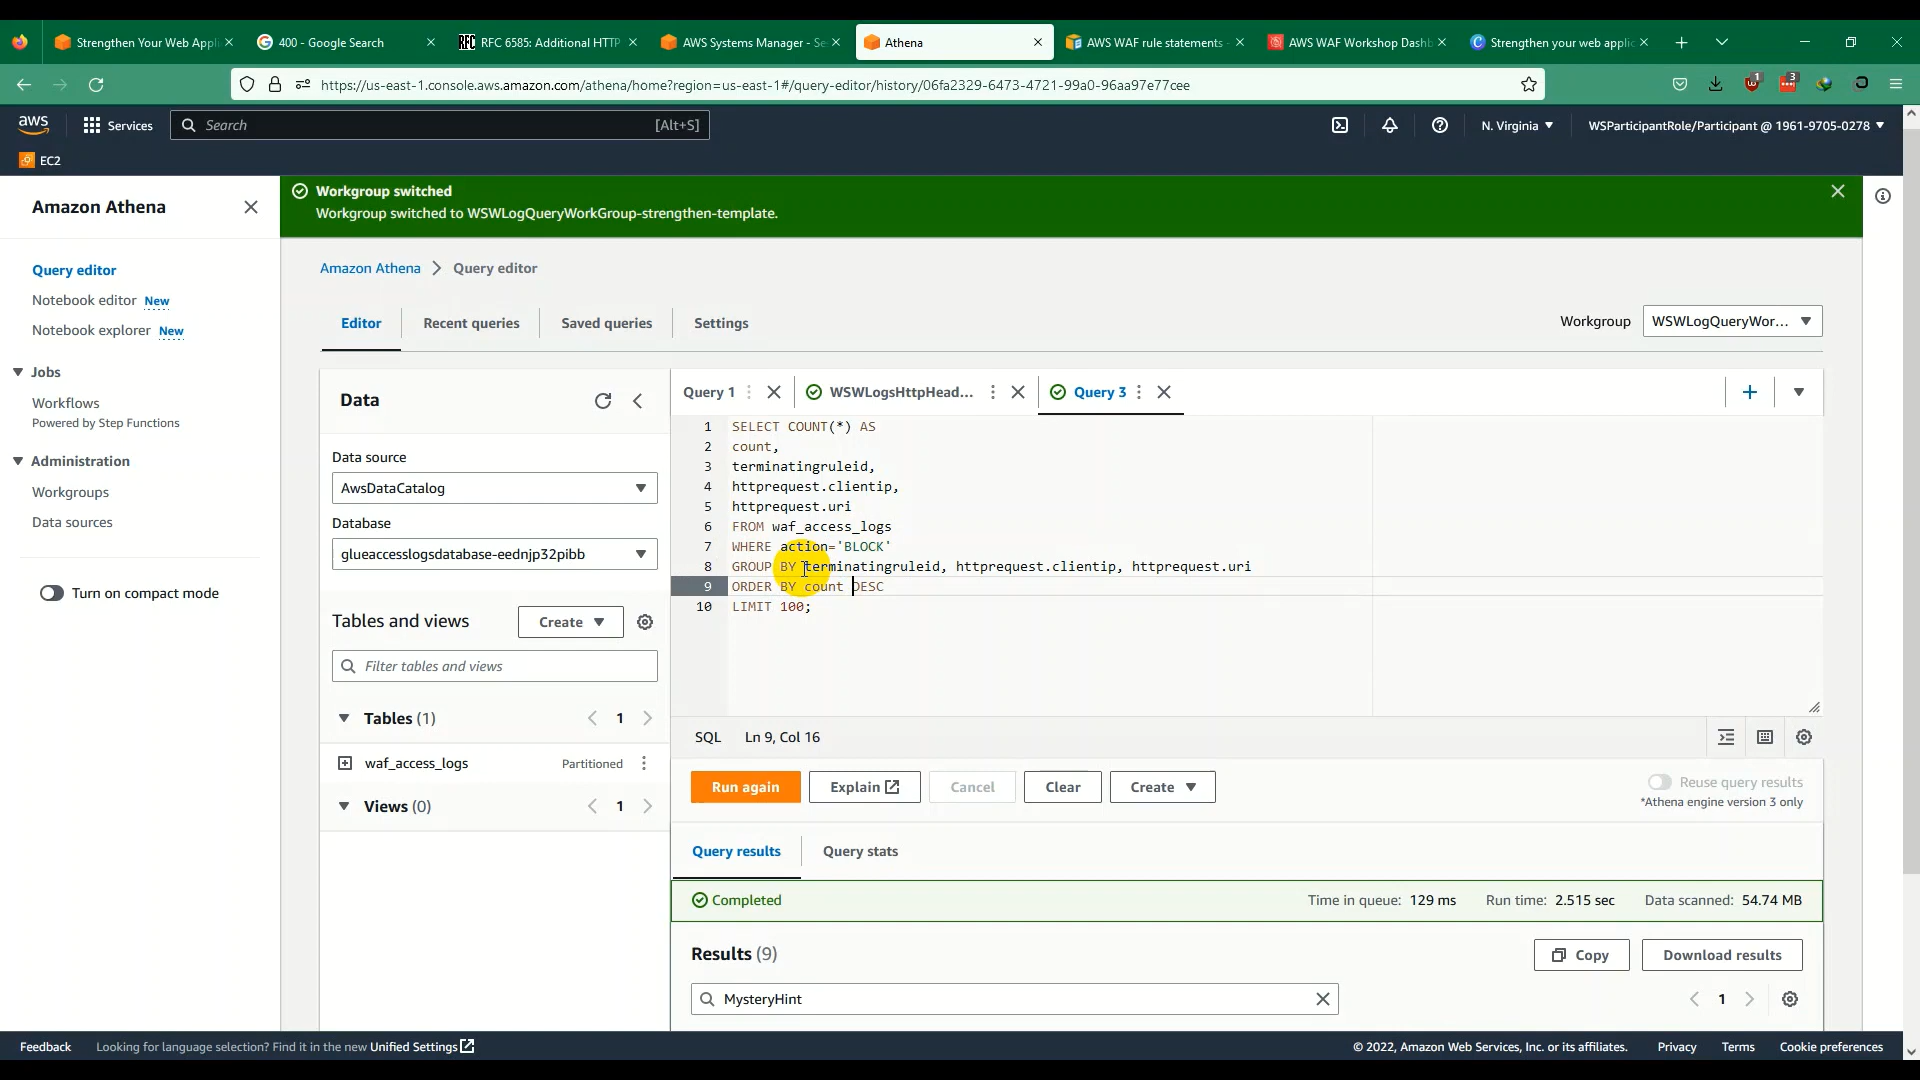 Strengthen Your Web Appli
400 - Google Search
RFC
RFC 6585: Additional HTTP
AWS Systems Manager - Se
Athena
AWS WAF rule statements -
AWS WAF Workshop Dashb
Strengthen your web applic
https://us-east-1.console.aws.amazon.com/athena/home?region=us-east-1#/query-editor/history/06fa2329-6473-4721-99a0-96aa97e77cee
1
3
aws
Services
Search
[Alt+S]
N. Virginia
WSParticipantRole/Participant @ 1961-9705-0278
EC2
Amazon Athena
Query editor
Notebook editor New
Notebook explorer New
Jobs
Workflows
Powered by Step Functions
Administration
Workgroups
Data sources
Turn on compact mode
Workgroup switched
Workgroup switched to WSWLogQueryWorkGroup-strengthen-template.
Amazon Athena
Query editor
Editor
Recent queries
Saved queries
Settings
Workgroup
WSWLogQueryWor...
Data
Data source
AwsDataCatalog
Database
glueaccesslogsdatabase-eednjp32pibb
Tables and views
Create
Filter tables and views
Tables (1)
1
waf_access_logs
Partitioned
Views (0)
1
Query 1
WSWLogsHttpHead...
Query 3
1 SELECT COUNT(*) AS
2 count,
3 terminatingruleid,
4 httprequest.clientip,
5 httprequest.uri
6 FROM waf_access_logs
7 WHERE action='BLOCK'
8 GROUP BY terminatingruleid, httprequest.clientip, httprequest.uri
9 ORDER BY count DESC
10 LIMIT 100;
SQL
Ln 9, Col 16
Run again
Explain
Cancel
Clear
Create
Reuse query results
*Athena engine version 3 only
Query results
Query stats
Completed
Time in queue: 129 ms
Run time: 2.515 sec
Data scanned: 54.74 MB
Results (9)
Copy
Download results
MysteryHint
1
Feedback
Looking for language selection? Find it in the new Unified Settings
© 2022, Amazon Web Services, Inc. or its affiliates.
Privacy
Terms
Cookie preferences